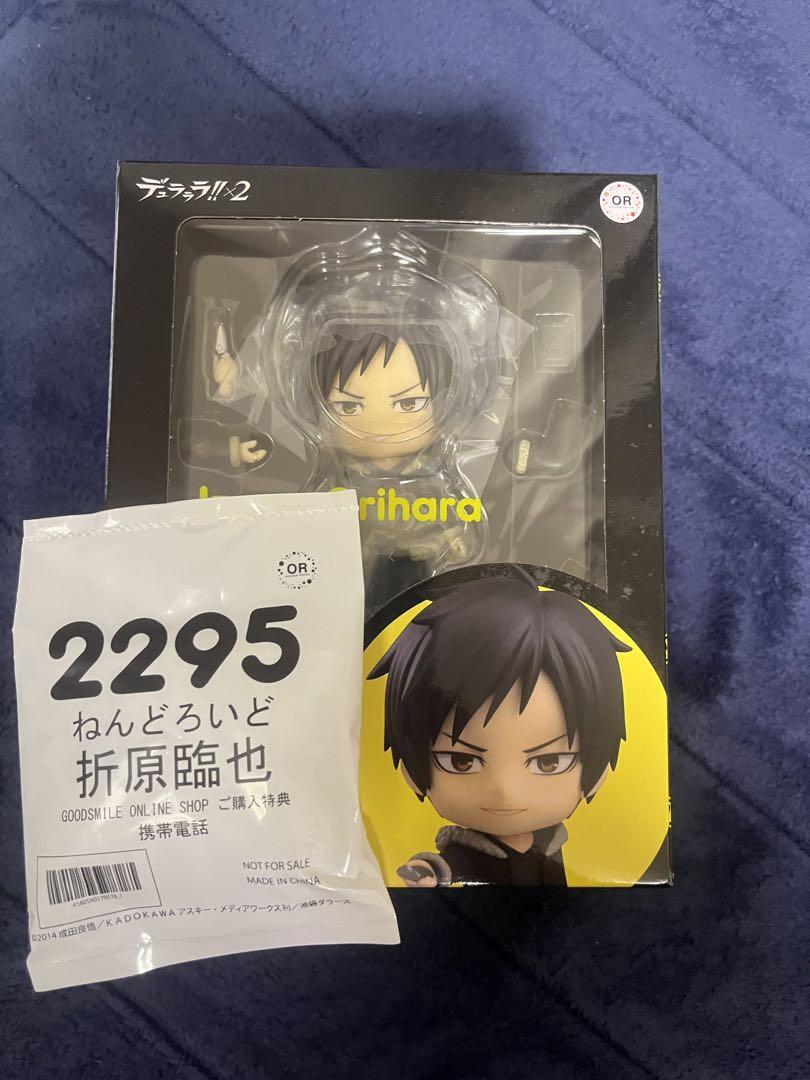 デュラララ!!×2
OR
Orihara
OR
2295
ねんどろいど
折原臨也
GOODSMILE ONLINE SHOP ご購入特典
携帯電話
NOT FOR SALE
MADE IN CHINA
©2014 成田良悟／KADOKAWA アスキー・メディアワークス刊／池袋ダラーズ